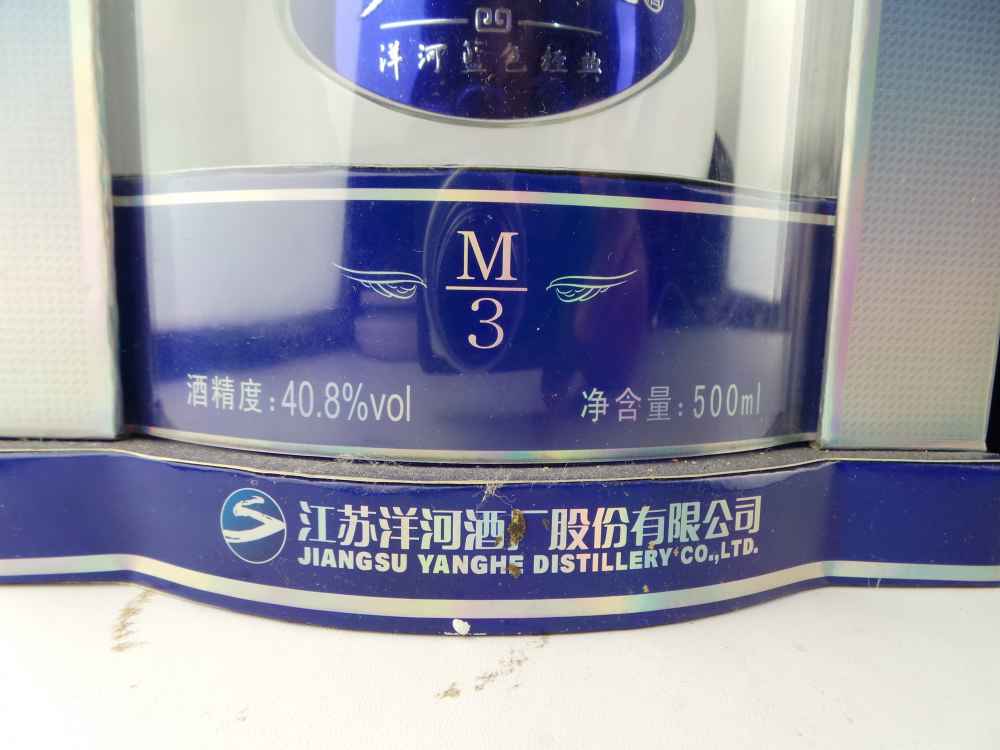 洋河蓝色经典
M
3
酒精度:40.8%vol
净含量:500ml
江苏洋河酒厂股份有限公司
JIANGSU YANGHE DISTILLERY CO.,LTD.